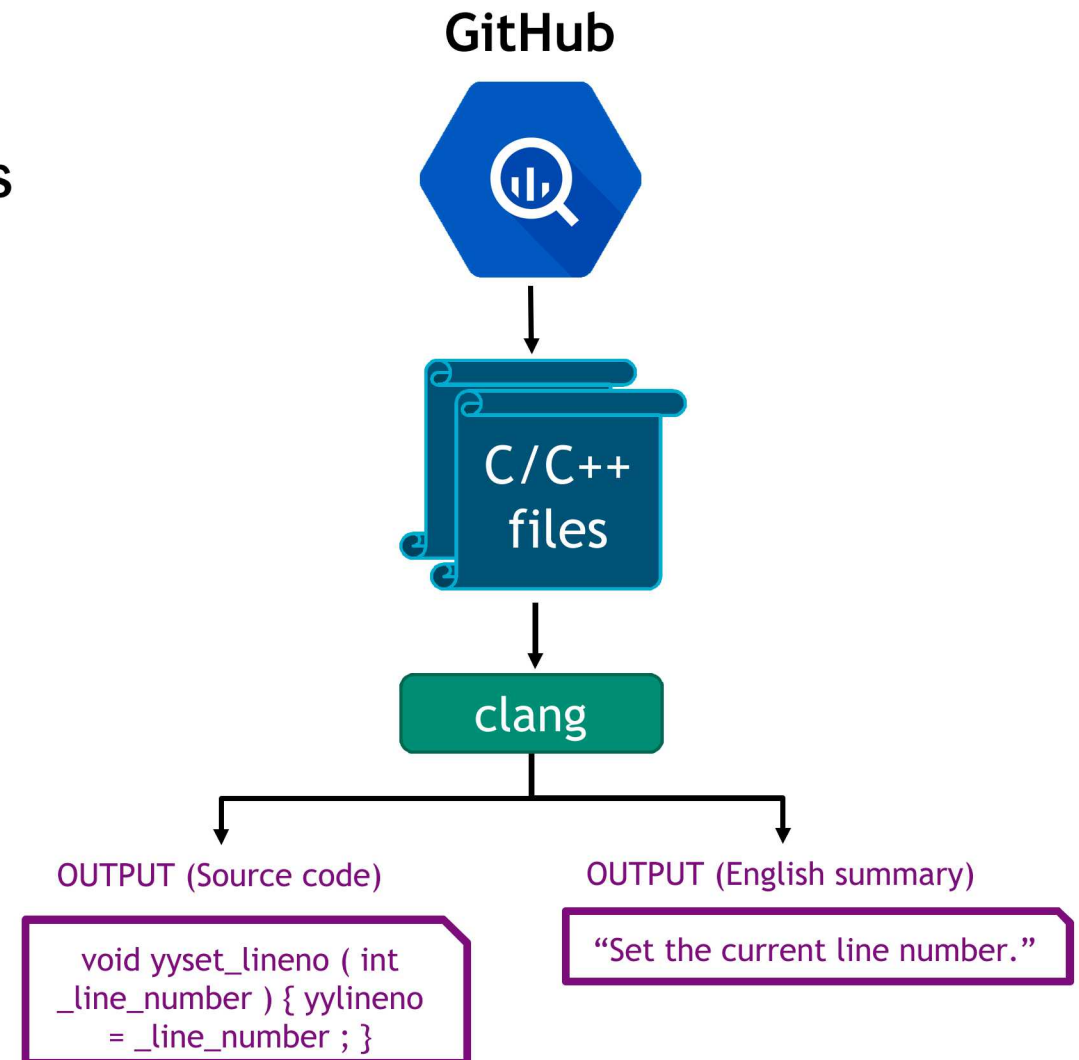 GitHub
s
C/C++
files
clang
OUTPUT (Source code)
void yyset_lineno ( int
_line_number ) { yylineno
= _line_number ; }
OUTPUT (English summary)
“Set the current line number.”